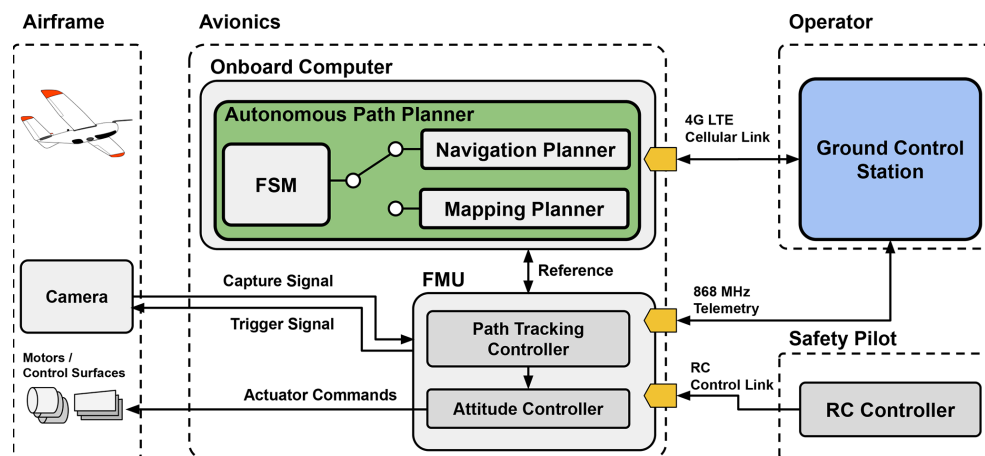 Airframe
Avionics
Operator
Onboard Computer
Autonomous Path Planner
FSM
Navigation Planner
Mapping Planner
4G LTE
Cellular Link
Ground Control
Station
Reference
FMU
Camera
Capture Signal
Trigger Signal
Path Tracking
Controller
868 MHz
Telemetry
Safety Pilot
Motors /
Control Surfaces
Actuator Commands
Attitude Controller
RC
Control Link
RC Controller